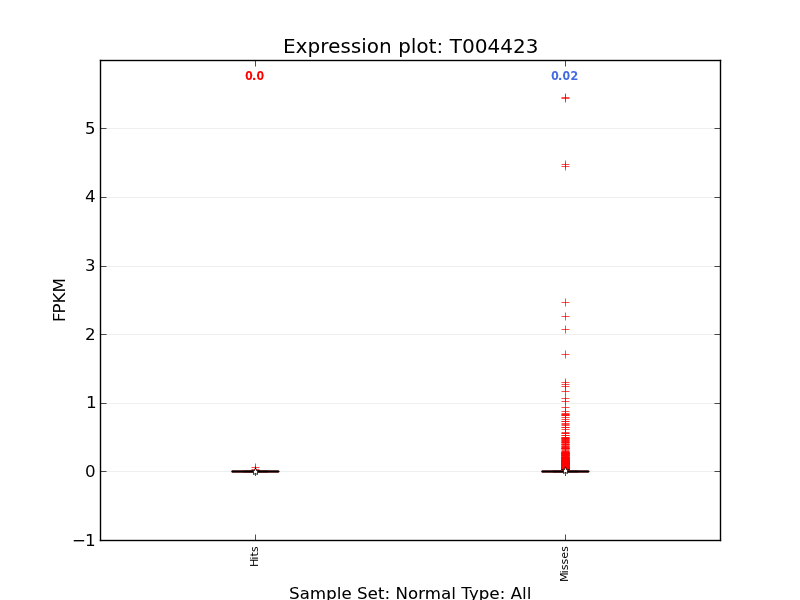 Expression plot: T004423
0.0
0.02
5
4
3
2
1
0
−1
FPKM
Hits
Misses
Sample Set: Normal Type: All